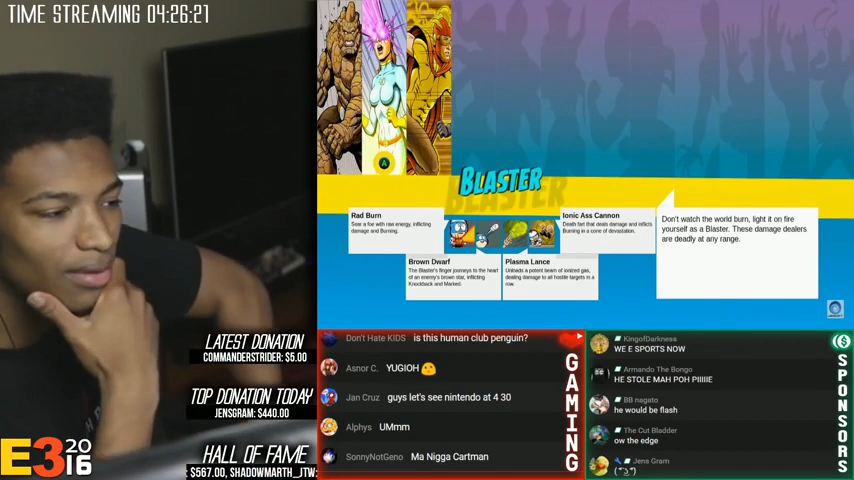 TIME STREAMING 04:26:21
A
BLASTER
Rad Burn
Sear a foe with raw energy, inflicting
damage and Burning.
Ionic Ass Cannon
Death fart that deals damage and inflicts
Burning in a cone of devastation.
Brown Dwarf
The Blaster's finger journeys to the heart
of an enemy's brown star, inflicting
Knockback and Marked.
Plasma Lance
Unloads a potent beam of ionized gas,
dealing damage to all hostile targets in a
row.
Don't watch the world burn, light it on fire
yourself as a Blaster. These damage dealers
are deadly at any range.
LATEST DONATION
COMMANDERSTRIDER: $5.00
TOP DONATION TODAY
JENSGRAM: $440.00
HALL OF FAME
: $567.00, SHADOWMARTH_JTW:
E3 2016
Don't Hate KIDS is this human club penguin?
Asnor C. YUGIOH
Jan Cruz guys let's see nintendo at 4 30
Alphys UMmm
SonnyNotGeno Ma Nigga Cartman
GAMING
KingofDarkness
WE E SPORTS NOW
Armando The Bongo
HE STOLE MAH POH PIIIIIE
BB nagato
he would be flash
The Cut Bladder
ow the edge
Jens Gram
( ͡° ͜ʖ ͡°)
SPONSORS